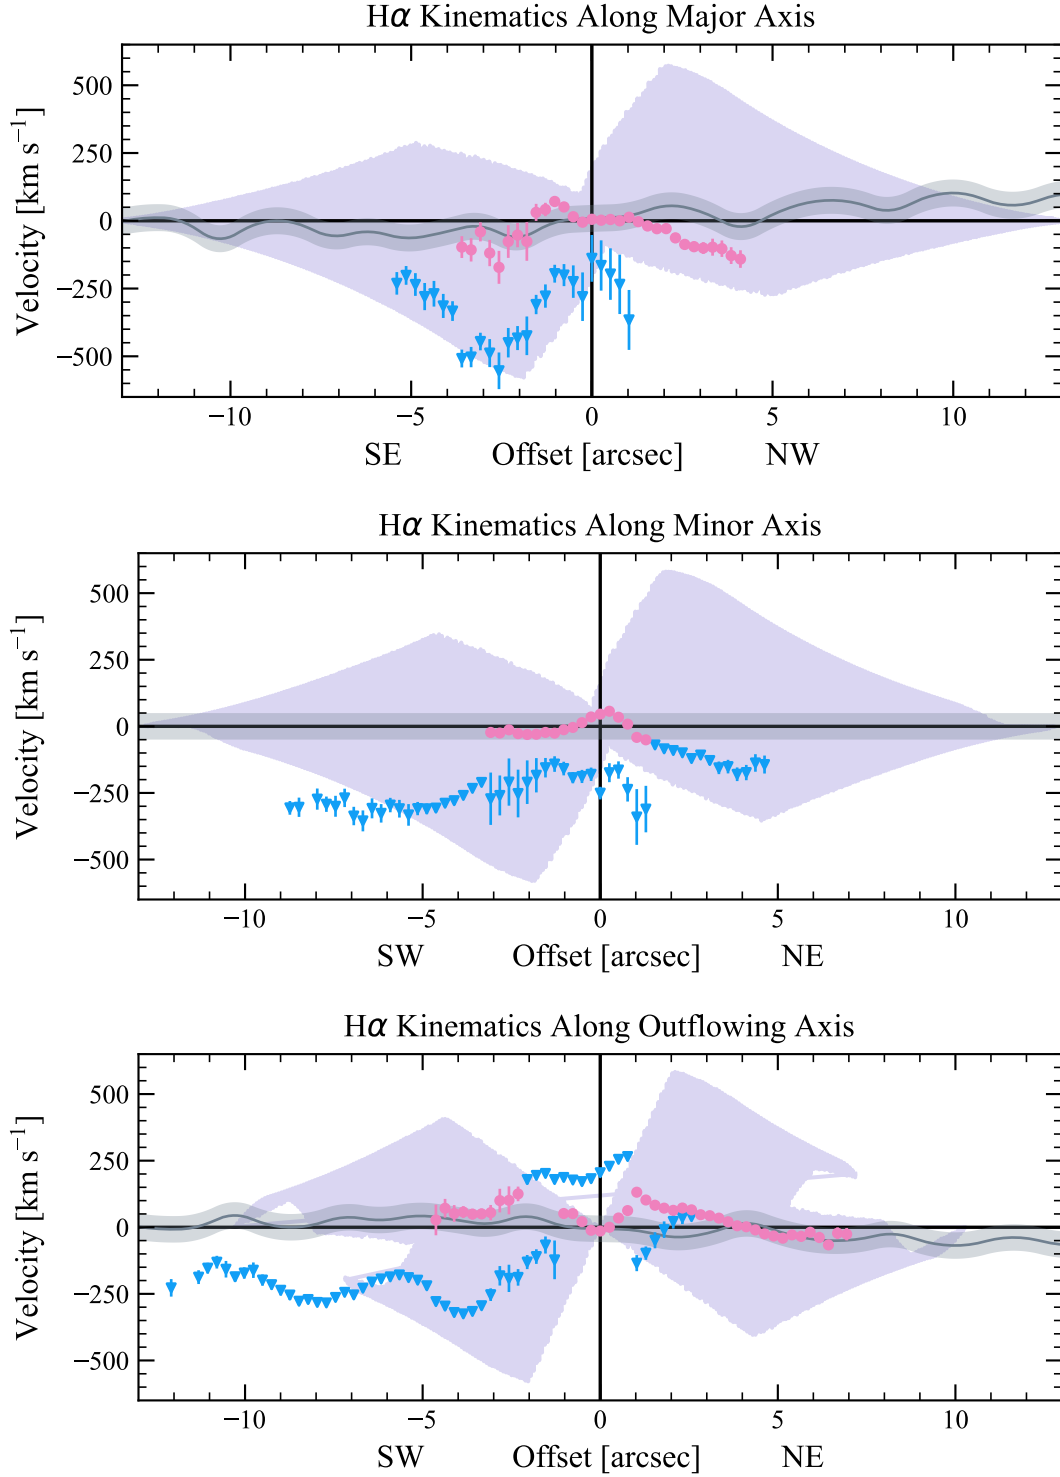 Hα Kinematics Along Major Axis
500
250
0
−250
−500
Velocity [km s⁻¹]
−10
−5
0
5
10
SE
Offset [arcsec]
NW
Hα Kinematics Along Minor Axis
500
250
0
−250
−500
Velocity [km s⁻¹]
−10
−5
0
5
10
SW
Offset [arcsec]
NE
Hα Kinematics Along Outflowing Axis
500
250
0
−250
−500
Velocity [km s⁻¹]
−10
−5
0
5
10
SW
Offset [arcsec]
NE